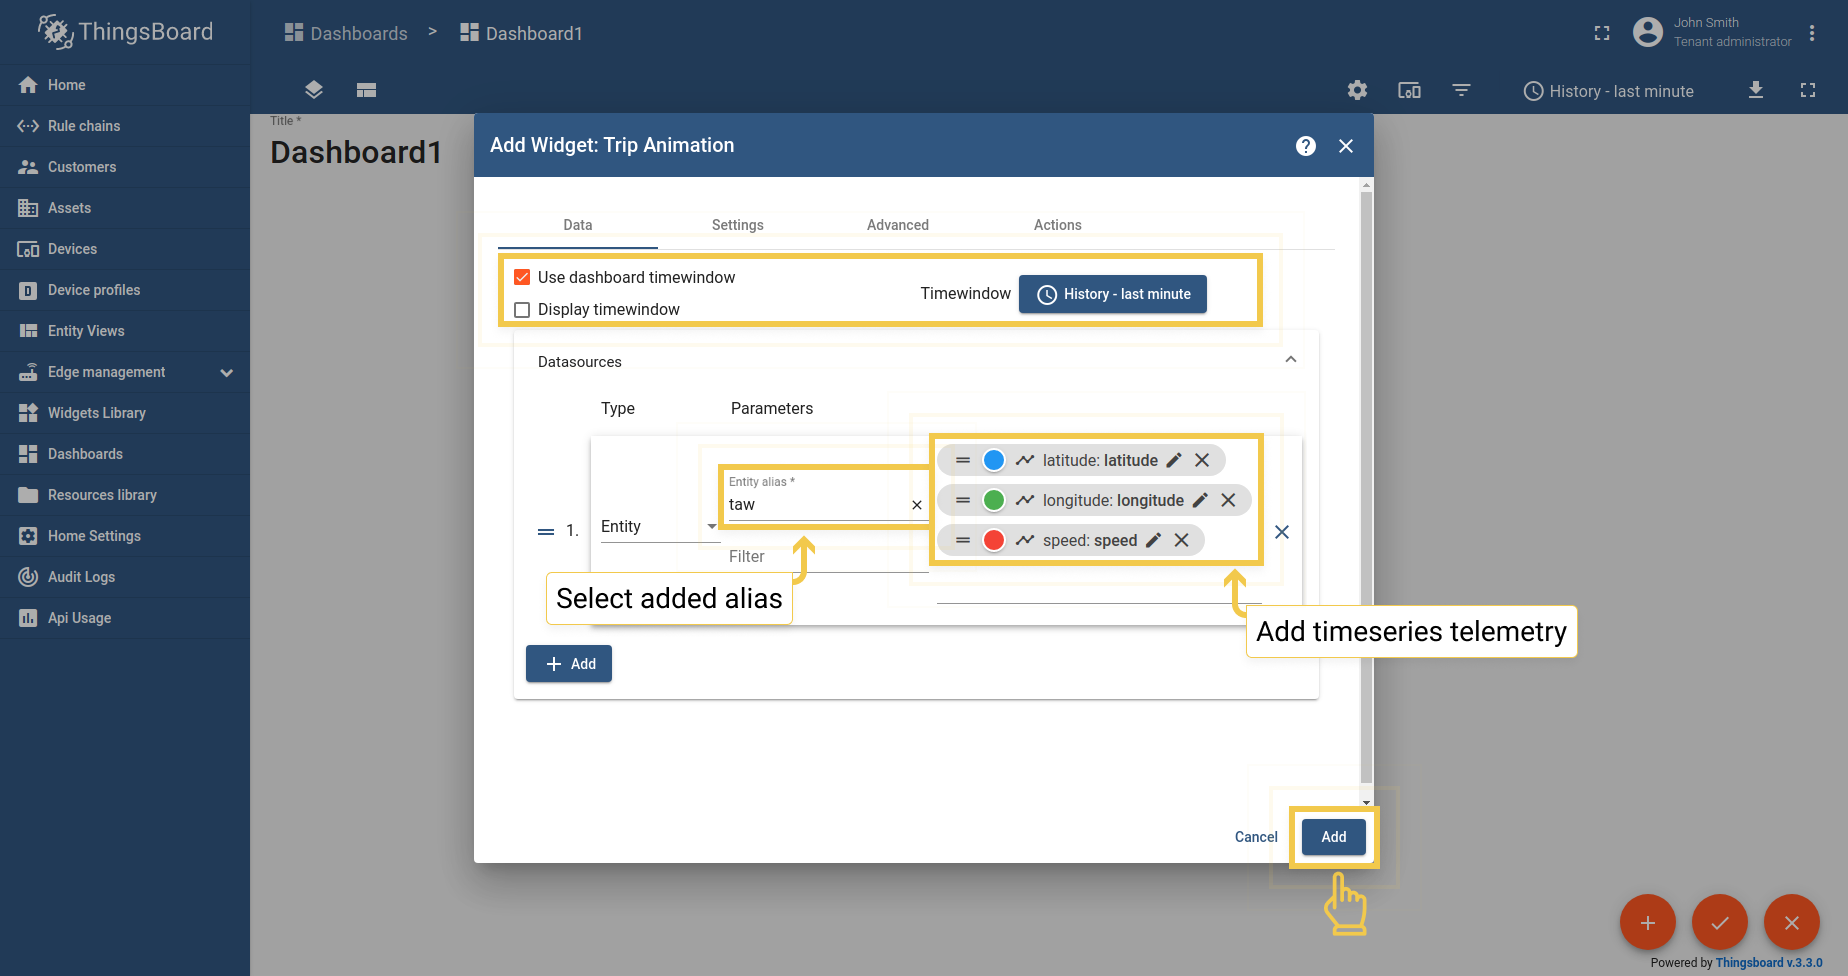 ThingsBoard
Dashboards > Dashboard1
John Smith
Tenant administrator
History - last minute
Home
Rule chains
Customers
Assets
Devices
Device profiles
Entity Views
Edge management
Widgets Library
Dashboards
Resources library
Home Settings
Audit Logs
Api Usage
Title *
Dashboard1
Add Widget: Trip Animation
Data Settings Advanced Actions
Use dashboard timewindow
Display timewindow
Timewindow History - last minute
Datasources
Type Parameters
1. Entity
Entity alias *
taw
Filter
latitude: latitude
longitude: longitude
speed: speed
Select added alias
Add timeseries telemetry
+ Add
Cancel Add
Powered by Thingsboard v.3.3.0